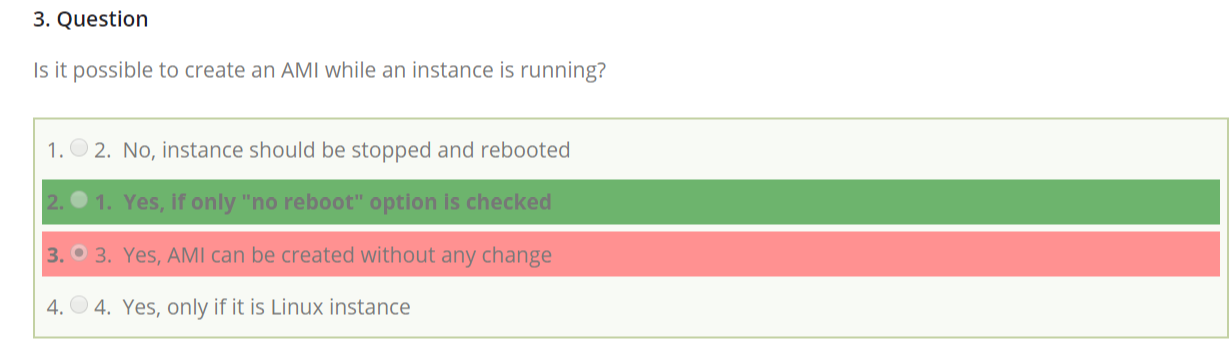 3. Question
Is it possible to create an AMI while an instance is running?
1. 2. No, instance should be stopped and rebooted
2. 1. Yes, if only "no reboot" option is checked
3. 3. Yes, AMI can be created without any change
4. 4. Yes, only if it is Linux instance